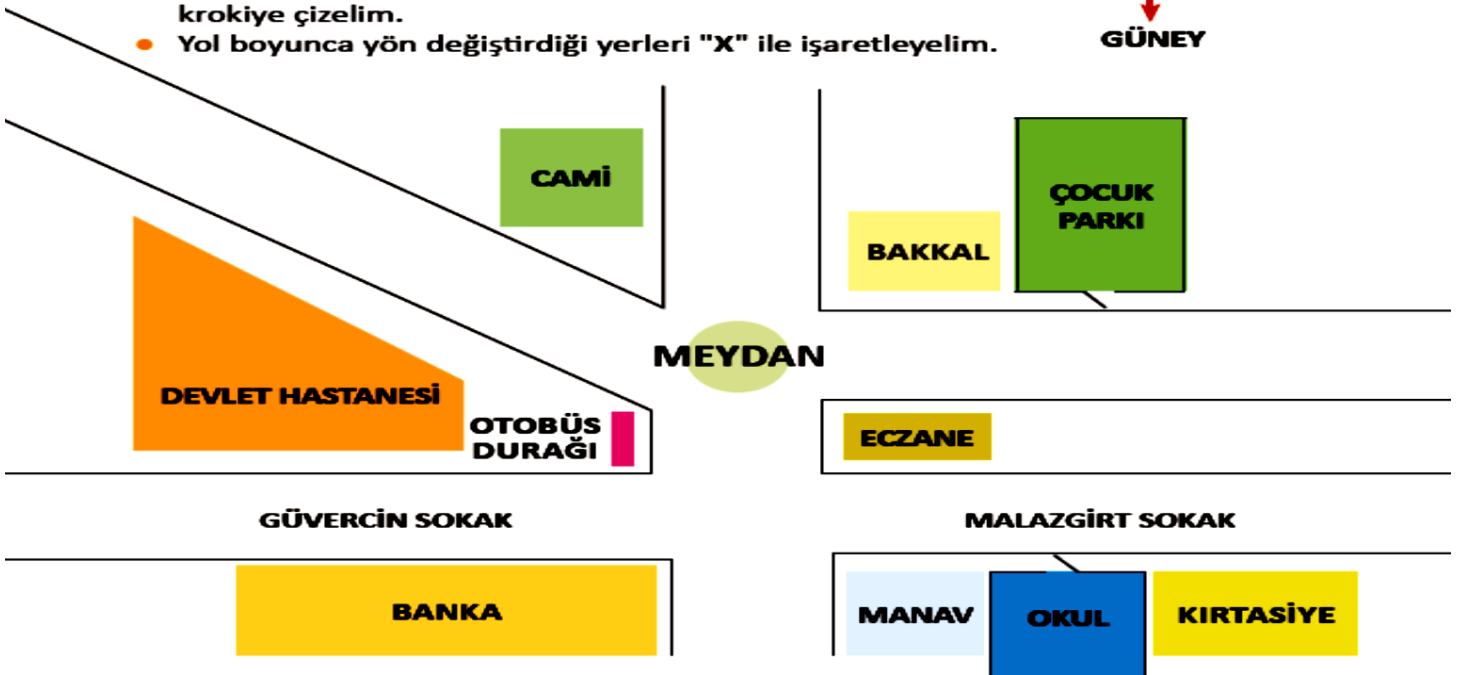 krokiye çizelim.
• Yol boyunca yön değiştirdiği yerleri "X" ile işaretleyelim.
GÜNEY
CAMİ
ÇOCUK
PARKI
BAKKAL
MEYDAN
DEVLET HASTANESİ
OTOBÜS
DURAĞI
ECZANE
GÜVERCİN SOKAK
MALAZGİRT SOKAK
BANKA
MANAV
OKUL
KIRTASİYE